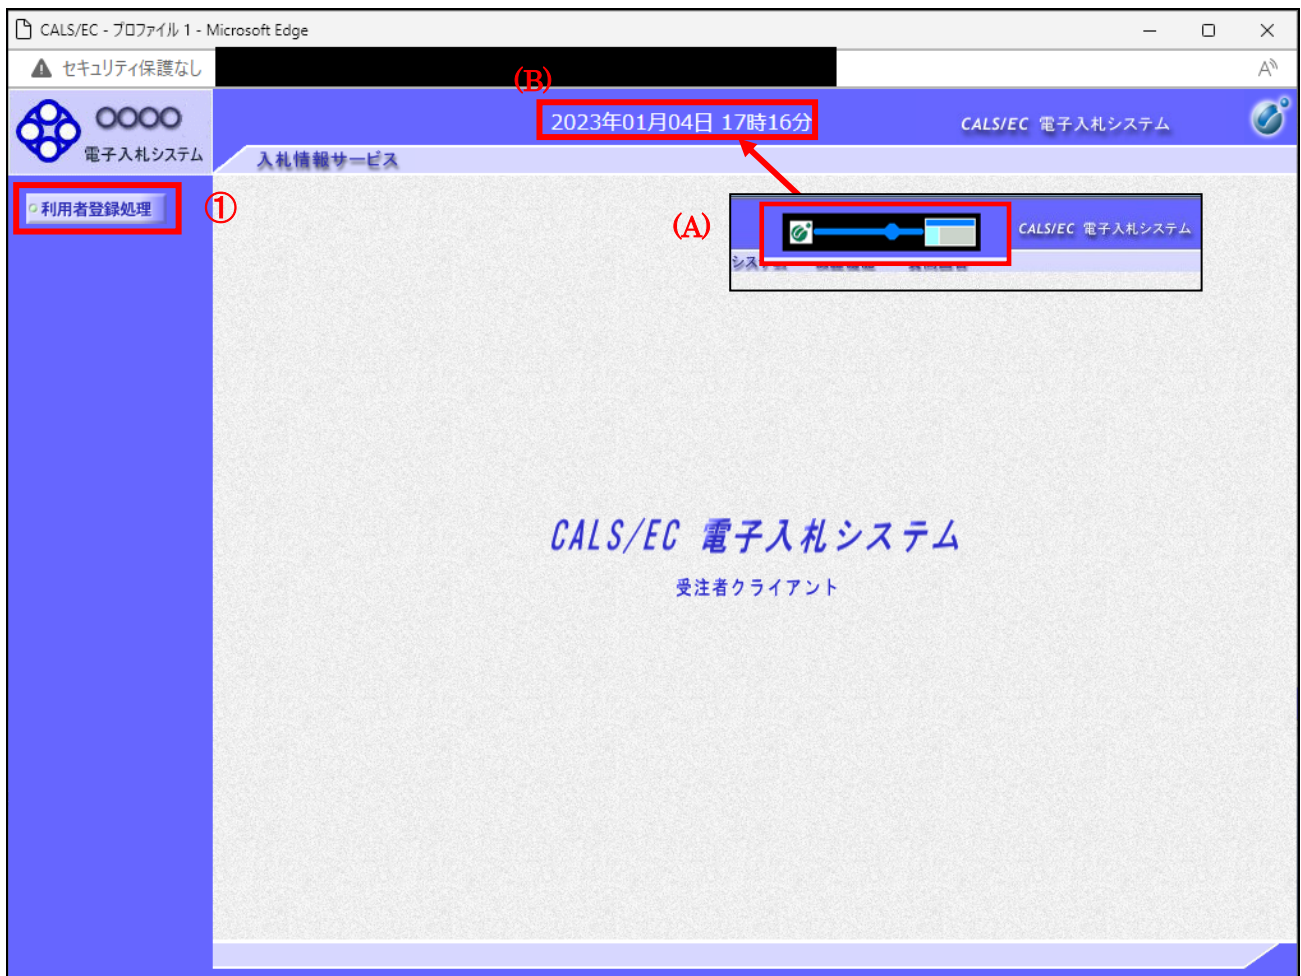 CALS/EC - プロファイル 1 - Microsoft Edge
セキュリティ保護なし
(B)
〇〇〇〇
電子入札システム
2023年01月04日 17時16分
CALS/EC 電子入札システム
入札情報サービス
利用者登録処理
①
(A)
CALS/EC 電子入札システム
CALS/EC 電子入札システム
受注者クライアント